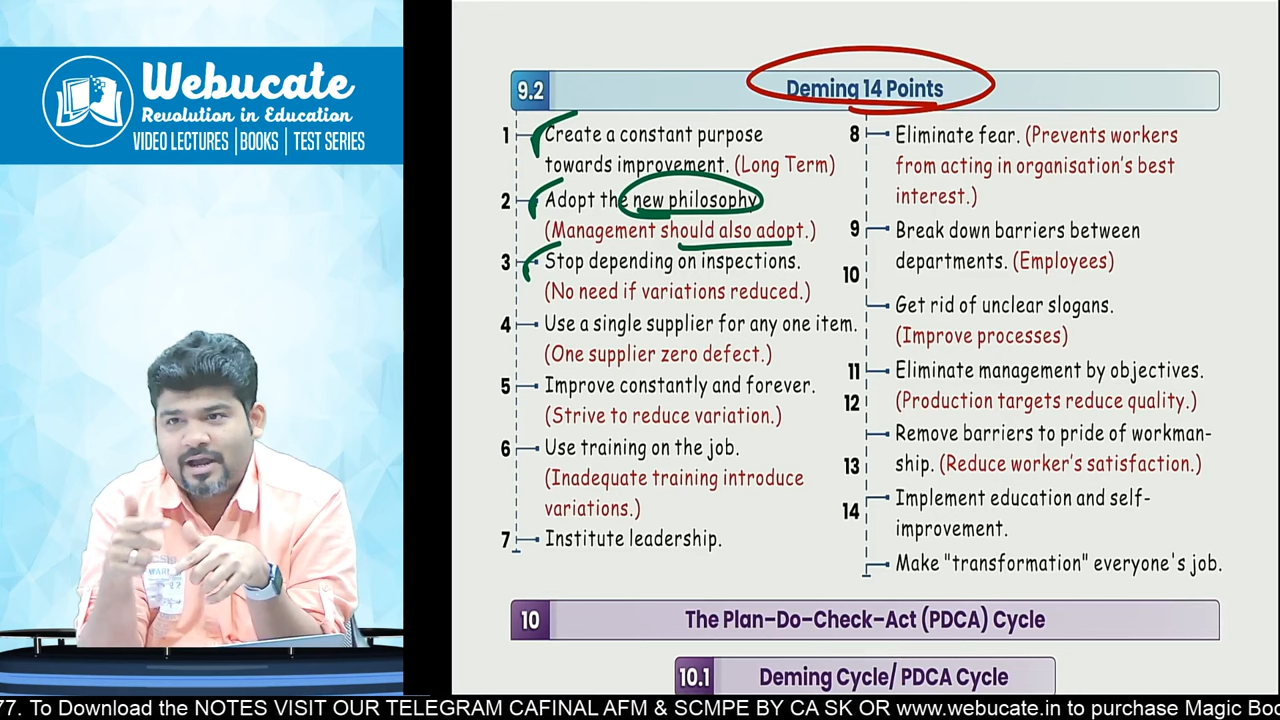 Webucate
Revolution in Education
VIDEO LECTURES | BOOKS | TEST SERIES
9.2 Deming 14 Points
1 Create a constant purpose
towards improvement. (Long Term)
2 Adopt the new philosophy
(Management should also adopt.)
3 Stop depending on inspections.
(No need if variations reduced.)
4 Use a single supplier for any one item.
(One supplier zero defect.)
5 Improve constantly and forever.
(Strive to reduce variation.)
6 Use training on the job.
(Inadequate training introduce
variations.)
7 Institute leadership.
8 Eliminate fear. (Prevents workers
from acting in organisation's best
interest.)
9 Break down barriers between
departments. (Employees)
10
Get rid of unclear slogans.
(Improve processes)
11 Eliminate management by objectives.
12 (Production targets reduce quality.)
Remove barriers to pride of workman-
13 ship. (Reduce worker's satisfaction.)
Implement education and self-
14
improvement.
Make "transformation" everyone's job.
10 The Plan–Do–Check–Act (PDCA) Cycle
10.1 Deming Cycle/ PDCA Cycle
77. To Download the NOTES VISIT OUR TELEGRAM CAFINAL AFM & SCMPE BY CA SK OR www.webucate.in to purchase Magic Boo